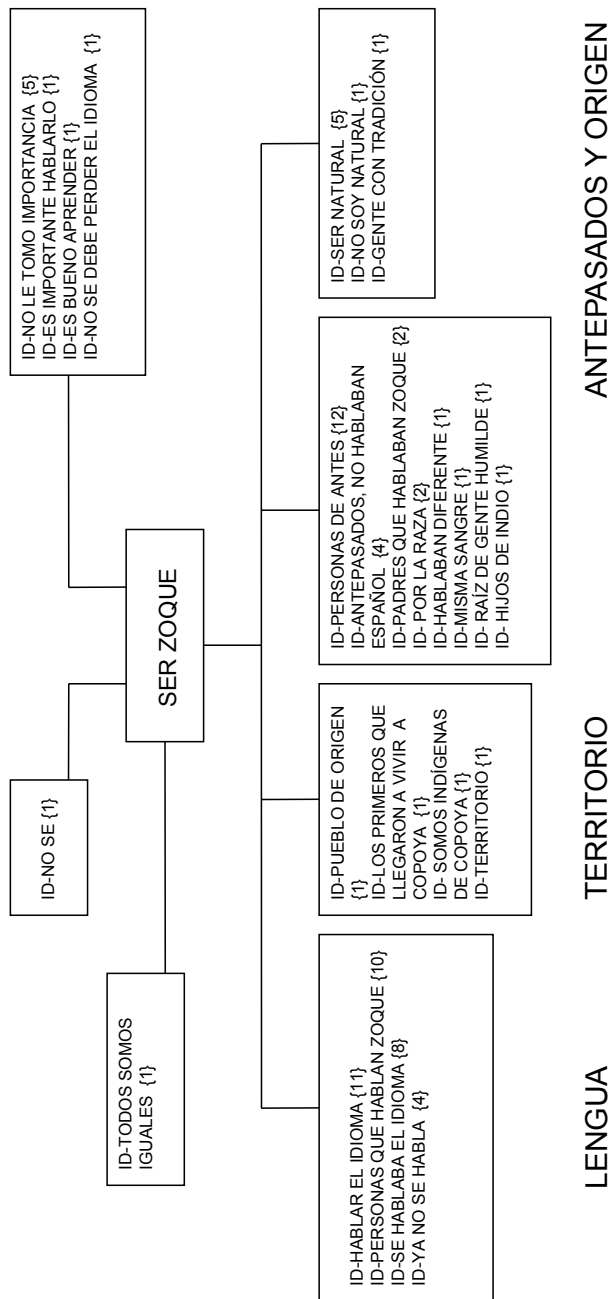 ID-NO SE {1}
ID-NO LE TOMO IMPORTANCIA {5}
ID-ES IMPORTANTE HABLARLO {1}
ID-ES BUENO APRENDER {1}
ID-NO SE DEBE PERDER EL IDIOMA {1}
ID-TODOS SOMOS
IGUALES {1}
SER ZOQUE
ID-HABLAR EL IDIOMA {11}
ID-PERSONAS QUE HABLAN ZOQUE {10}
ID-SE HABLABA EL IDIOMA {8}
ID-YA NO SE HABLA {4}
ID-PUEBLO DE ORIGEN
{1}
ID-LOS PRIMEROS QUE
LLEGARON A VIVIR A
COPOYA {1}
ID- SOMOS INDÍGENAS
DE COPOYA {1}
ID-TERRITORIO {1}
ID-PERSONAS DE ANTES {12}
ID-ANTEPASADOS, NO HABLABAN
ESPAÑOL {4}
ID-PADRES QUE HABLABAN ZOQUE {2}
ID- POR LA RAZA {2}
ID-HABLABAN DIFERENTE {1}
ID-MISMA SANGRE {1}
ID- RAÍZ DE GENTE HUMILDE {1}
ID- HIJOS DE INDIO {1}
ID-SER NATURAL {5}
ID-NO SOY NATURAL {1}
ID-GENTE CON TRADICIÓN {1}
LENGUA
TERRITORIO
ANTEPASADOS Y ORIGEN